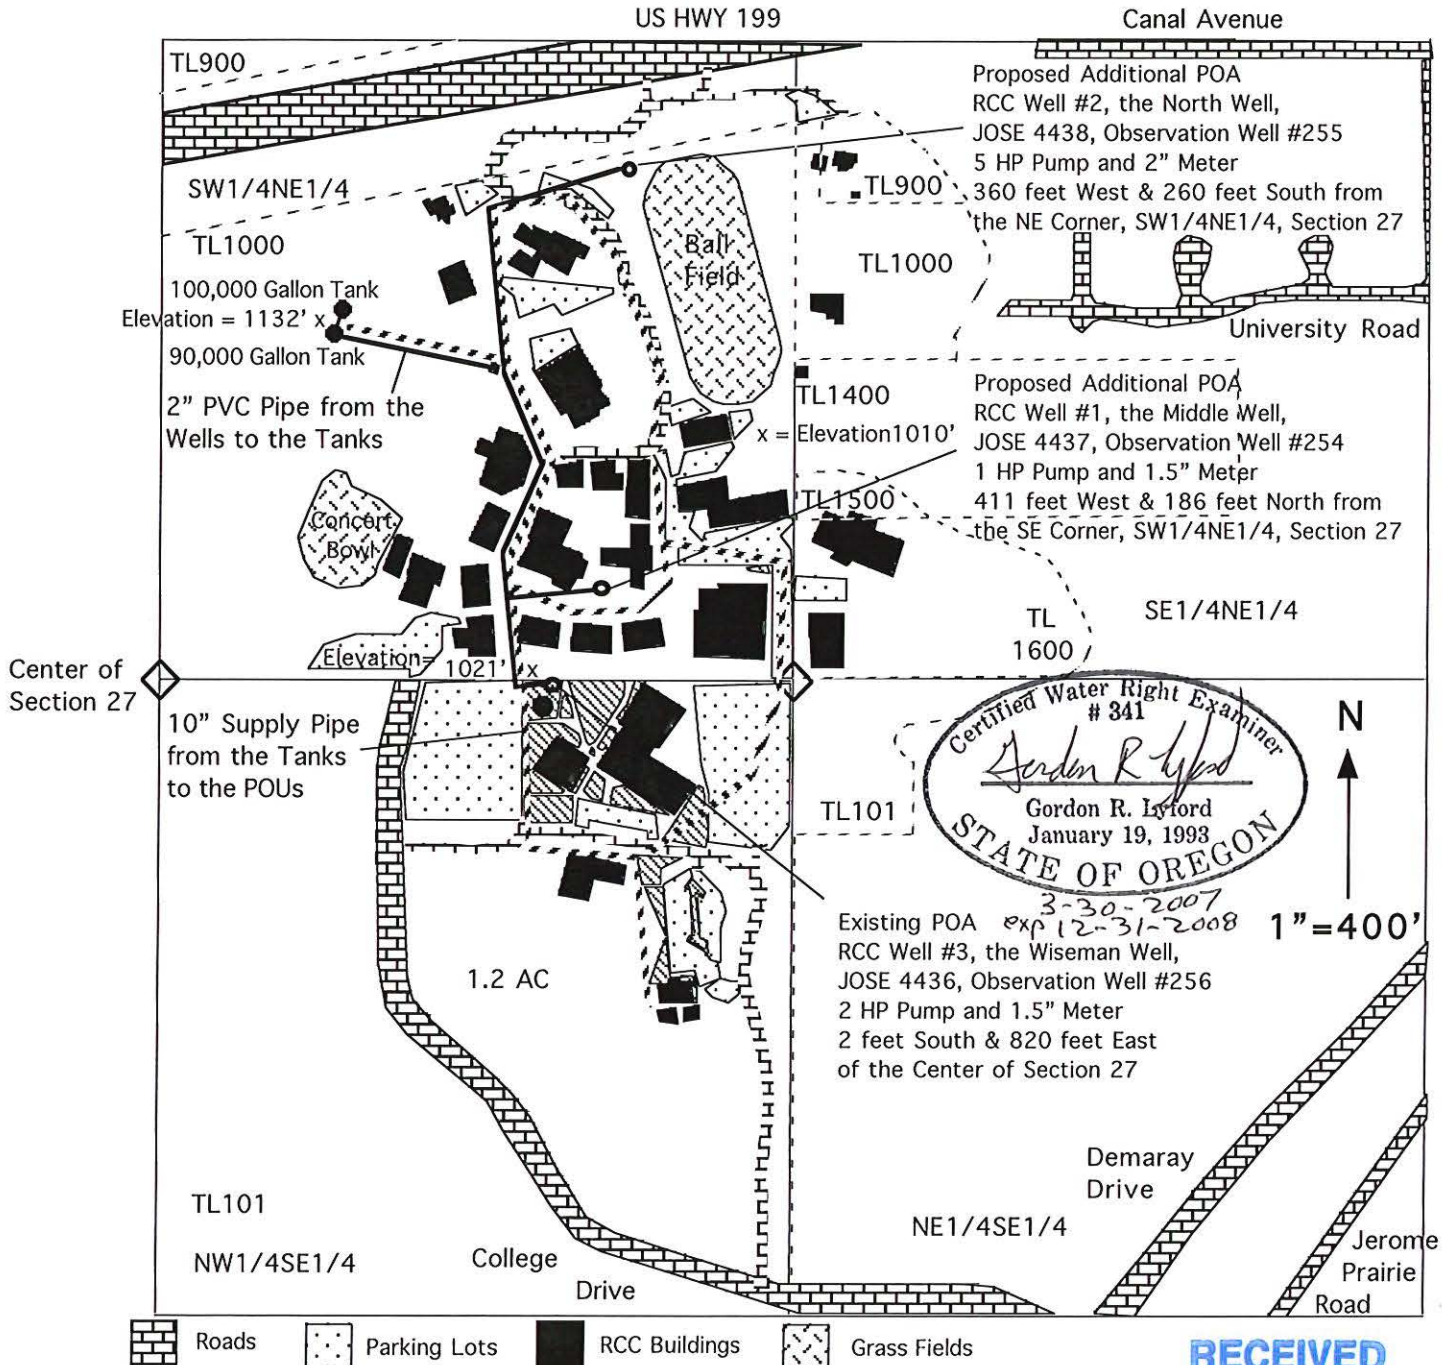 US HWY 199
Canal Avenue
TL900
Proposed Additional POA
RCC Well #2, the North Well,
JOSE 4438, Observation Well #255
5 HP Pump and 2" Meter
360 feet West & 260 feet South from
the NE Corner, SW1/4NE1/4, Section 27
SW1/4NE1/4
TL900
TL1000
Ball
Field
TL1000
100,000 Gallon Tank
Elevation = 1132' x
90,000 Gallon Tank
University Road
2" PVC Pipe from the
Wells to the Tanks
TL1400
x = Elevation1010'
Proposed Additional POA
RCC Well #1, the Middle Well,
JOSE 4437, Observation Well #254
1 HP Pump and 1.5" Meter
411 feet West & 186 feet North from
the SE Corner, SW1/4NE1/4, Section 27
TL1500
Concert
Bowl
TL
1600
SE1/4NE1/4
Elevation= 1021' x
Center of
Section 27
10" Supply Pipe
from the Tanks
to the POUs
Certified Water Right Examiner
# 341
Gordon R Lyford
Gordon R. Lyford
January 19, 1993
STATE OF OREGON
3-30-2007
exp 12-31-2008
N
1"=400'
TL101
Existing POA
RCC Well #3, the Wiseman Well,
JOSE 4436, Observation Well #256
2 HP Pump and 1.5" Meter
2 feet South & 820 feet East
of the Center of Section 27
1.2 AC
Demaray
Drive
TL101
NW1/4SE1/4
College
Drive
NE1/4SE1/4
Jerome
Prairie
Road
Roads
Parking Lots
RCC Buildings
Grass Fields
RECEIVED